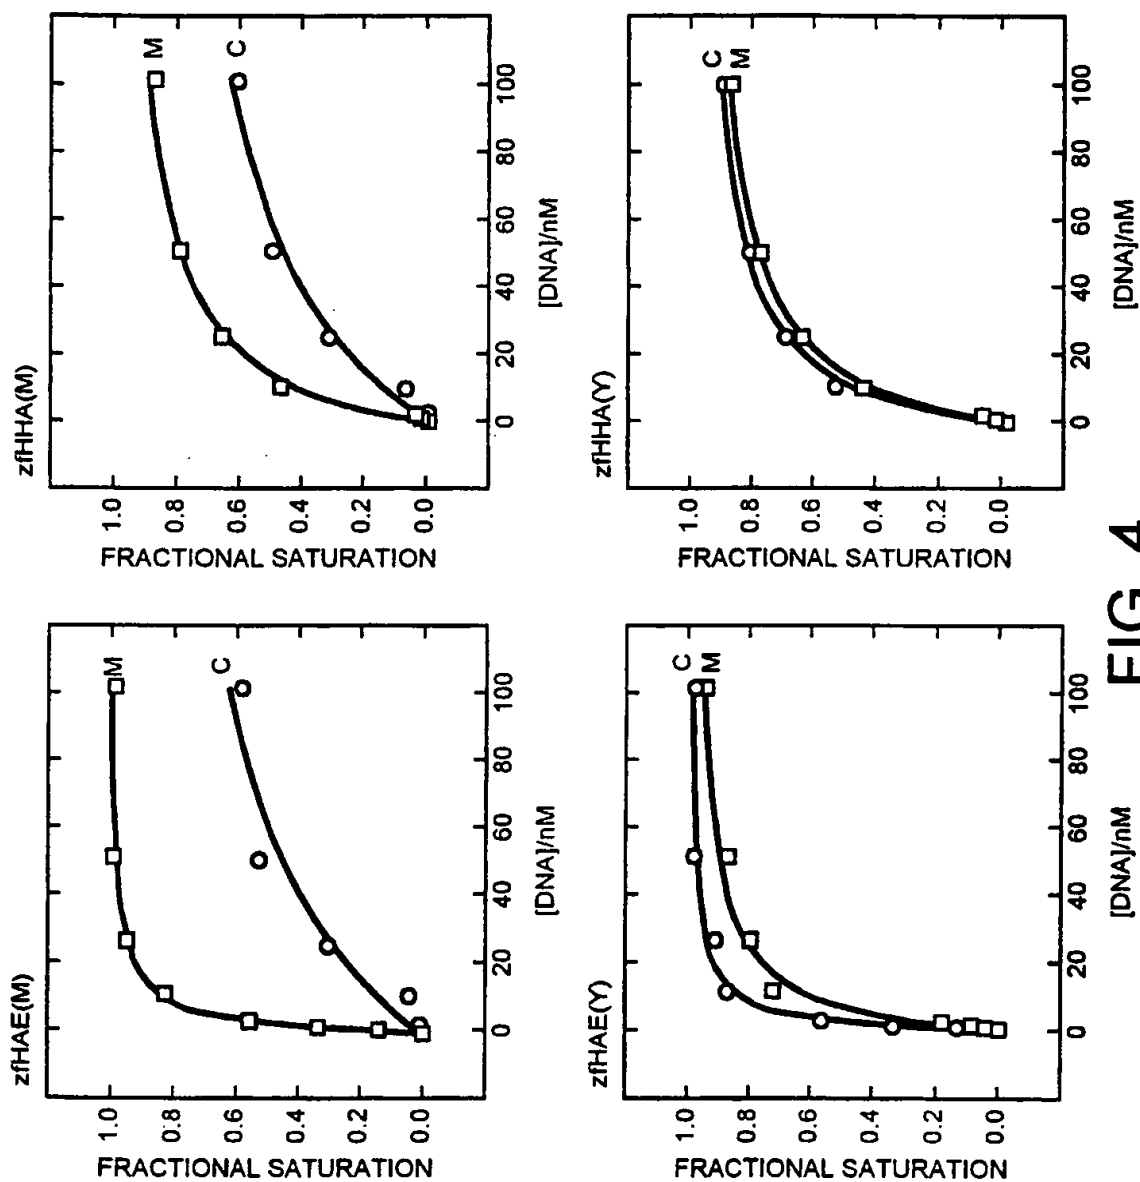 zfHAE(M)
M
C
1.0
0.8
0.6
0.4
0.2
0.0
FRACTIONAL SATURATION
0
20
40
60
80
100
[DNA]/nM
zfHHA(M)
M
C
1.0
0.8
0.6
0.4
0.2
0.0
FRACTIONAL SATURATION
0
20
40
60
80
100
[DNA]/nM
zfHAE(Y)
C
M
1.0
0.8
0.6
0.4
0.2
0.0
FRACTIONAL SATURATION
0
20
40
60
80
100
[DNA]/nM
zfHHA(Y)
C
M
1.0
0.8
0.6
0.4
0.2
0.0
FRACTIONAL SATURATION
0
20
40
60
80
100
[DNA]/nM
FIG 4